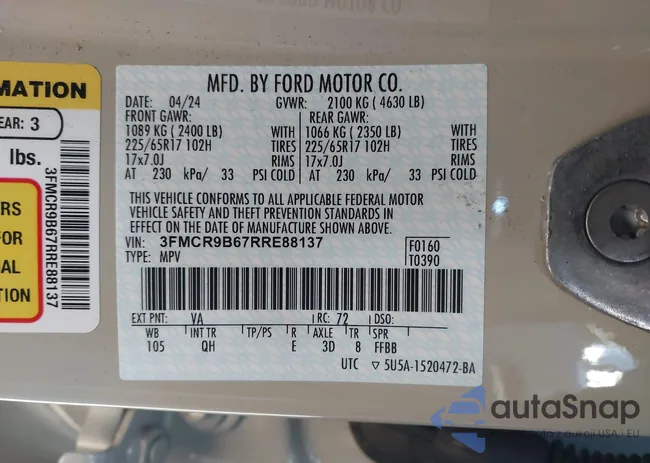 MATION
EAR: 3
lbs.
RS
FOR
AL
TION
3FMCR9B67RRE88137
MFD. BY FORD MOTOR CO.
DATE: 04/24 GVWR: 2100 KG ( 4630 LB)
FRONT GAWR: REAR GAWR:
1089 KG ( 2400 LB) WITH 1066 KG ( 2350 LB) WITH
225/65R17 102H TIRES 225/65R17 102H TIRES
17x7.0J RIMS 17x7.0J RIMS
AT 230 kPa/ 33 PSI COLD AT 230 kPa/ 33 PSI COLD
THIS VEHICLE CONFORMS TO ALL APPLICABLE FEDERAL MOTOR
VEHICLE SAFETY AND THEFT PREVENTION STANDARDS IN
EFFECT ON THE DATE OF MANUFACTURE SHOWN ABOVE.
VIN: 3FMCR9B67RRE88137 F0160
TYPE: MPV T0390
EXT PNT: VA RC: 72 DSO:
WB INT TR TP/PS R AXLE TR SPR
105 QH E 3D 8 FFBB
UTC ▽ 5U5A-1520472-BA
autaSnap
auto z aukcji USA i EU